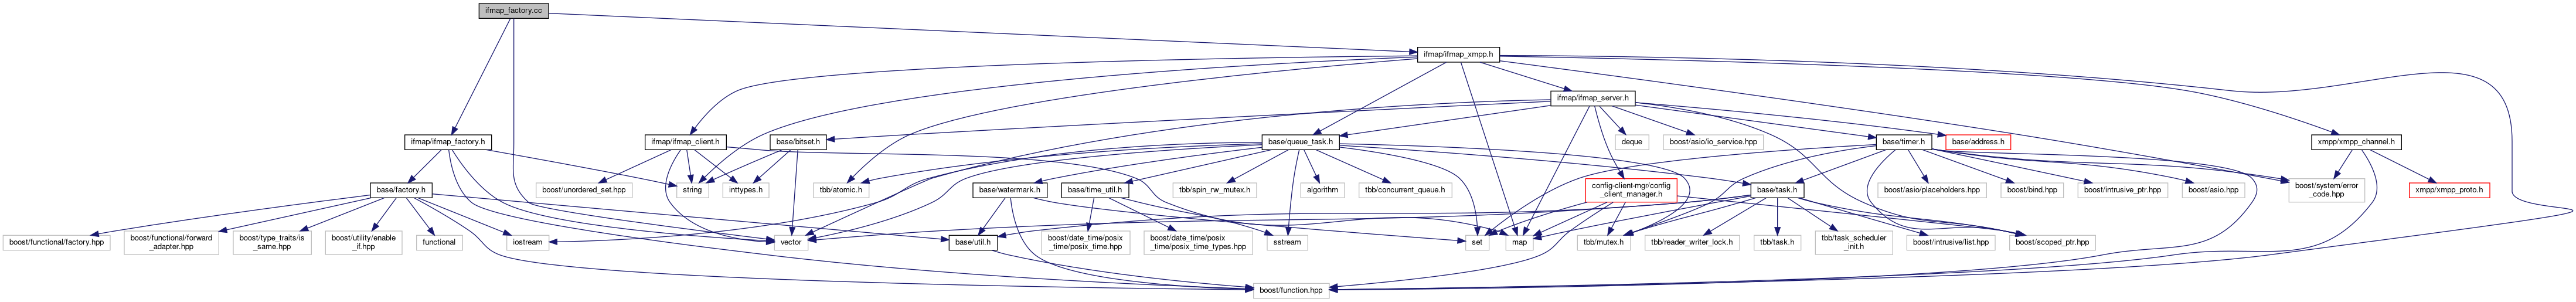 ifmap_factory.cc
ifmap/ifmap_xmpp.h
ifmap/ifmap_server.h
ifmap/ifmap_factory.h
ifmap/ifmap_client.h
base/bitset.h
base/queue_task.h
deque
boost/asio/io_service.hpp
base/timer.h
base/address.h
xmpp/xmpp_channel.h
base/factory.h
boost/unordered_set.hpp
string
inttypes.h
tbb/atomic.h
base/watermark.h
base/time_util.h
tbb/spin_rw_mutex.h
algorithm
tbb/concurrent_queue.h
config-client-mgr/config
_client_manager.h
base/task.h
boost/asio/placeholders.hpp
boost/bind.hpp
boost/intrusive_ptr.hpp
boost/asio.hpp
boost/system/error
_code.hpp
xmpp/xmpp_proto.h
boost/functional/factory.hpp
boost/functional/forward
_adapter.hpp
boost/type_traits/is
_same.hpp
boost/utility/enable
_if.hpp
functional
iostream
vector
base/util.h
boost/date_time/posix
_time/posix_time.hpp
boost/date_time/posix
_time/posix_time_types.hpp
sstream
set
map
tbb/mutex.h
tbb/reader_writer_lock.h
tbb/task.h
tbb/task_scheduler
_init.h
boost/intrusive/list.hpp
boost/scoped_ptr.hpp
boost/function.hpp